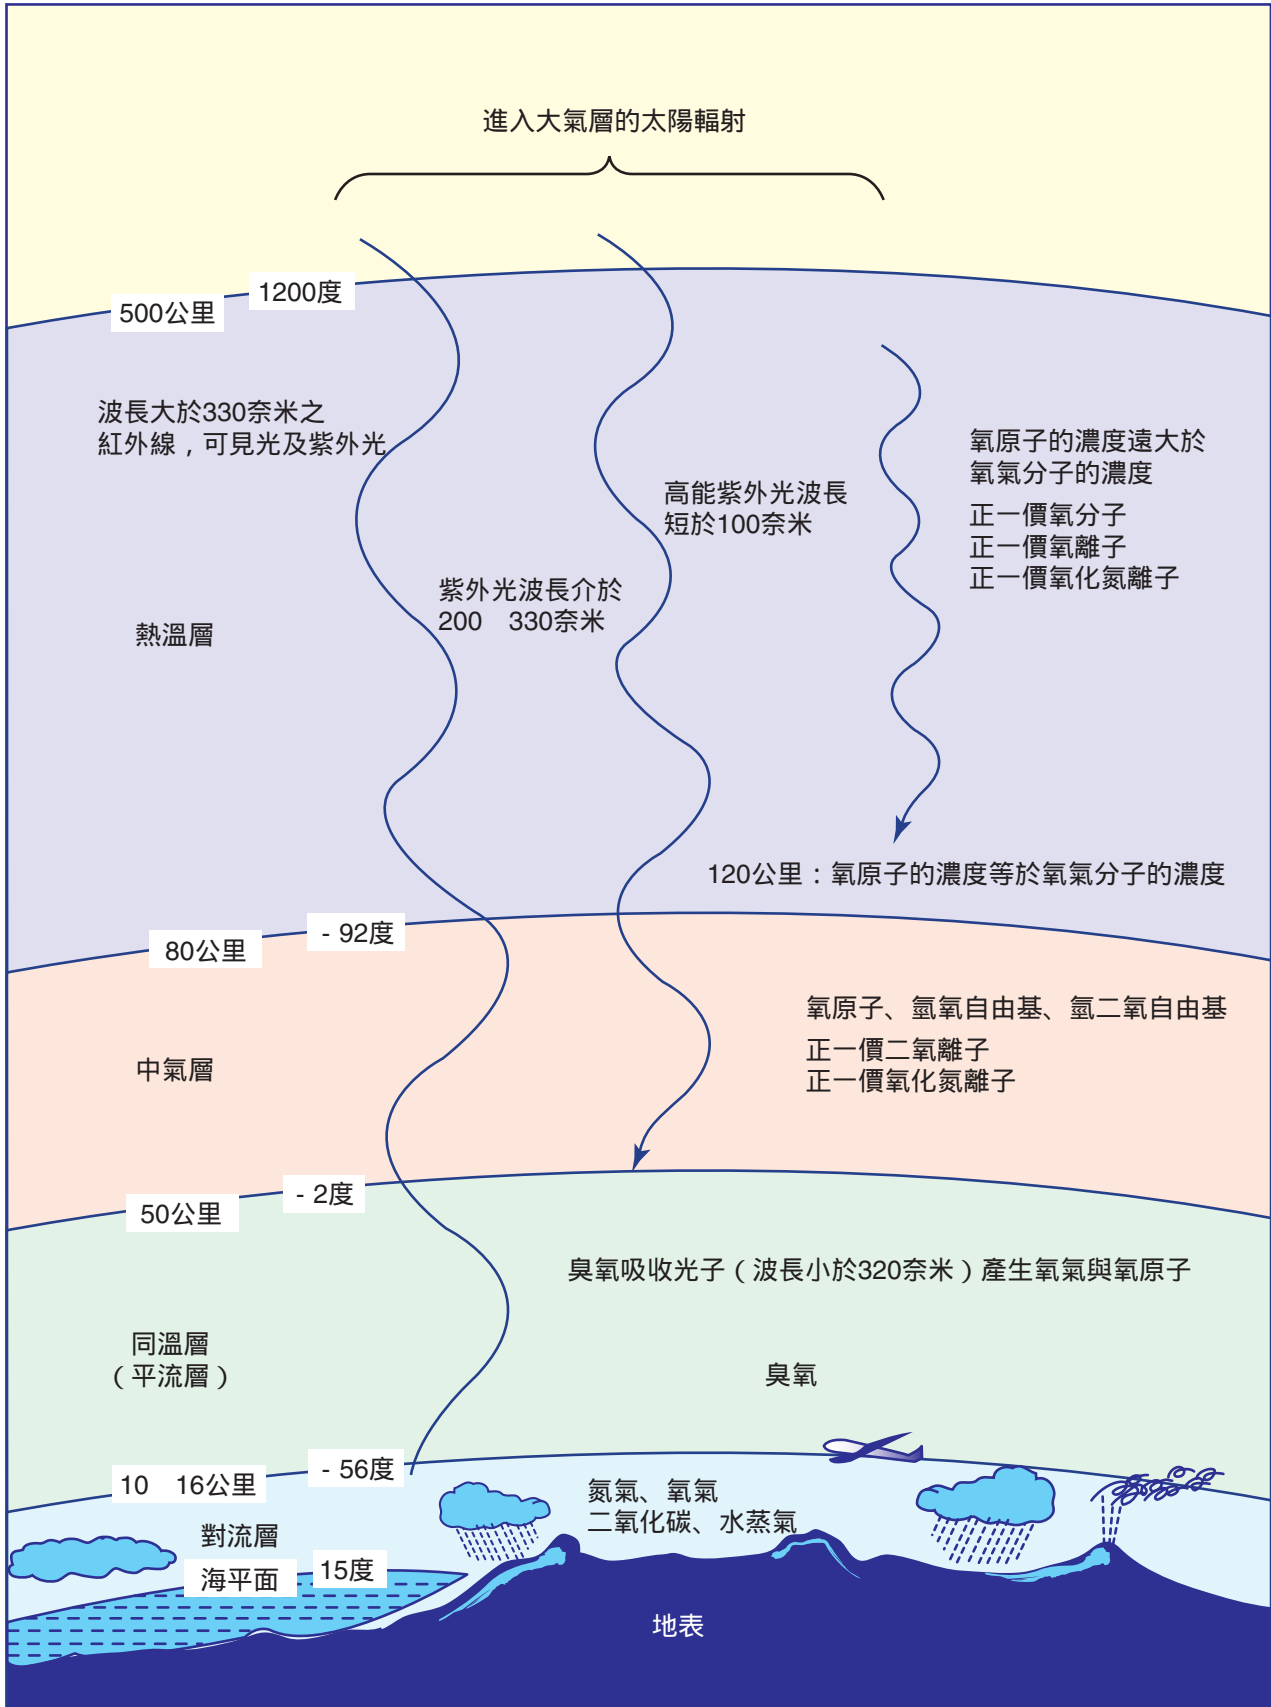 進入大氣層的太陽輻射
1200度
500公里
波長大於330奈米之
紅外線，可見光及紫外光
氧原子的濃度遠大於
氧氣分子的濃度
高能紫外光波長
短於100奈米
正一價氧分子
正一價氧離子
正一價氧化氮離子
紫外光波長介於
200 330奈米
熱溫層
120公里：氧原子的濃度等於氧氣分子的濃度
- 92度
80公里
氧原子、氫氧自由基、氫二氧自由基
正一價二氧離子
正一價氧化氮離子
中氣層
- 2度
50公里
臭氧吸收光子（波長小於320奈米）產生氧氣與氧原子
同溫層
（平流層）
臭氧
- 56度
10 16公里
氮氣、氧氣
二氧化碳、水蒸氣
對流層
15度
海平面
地表